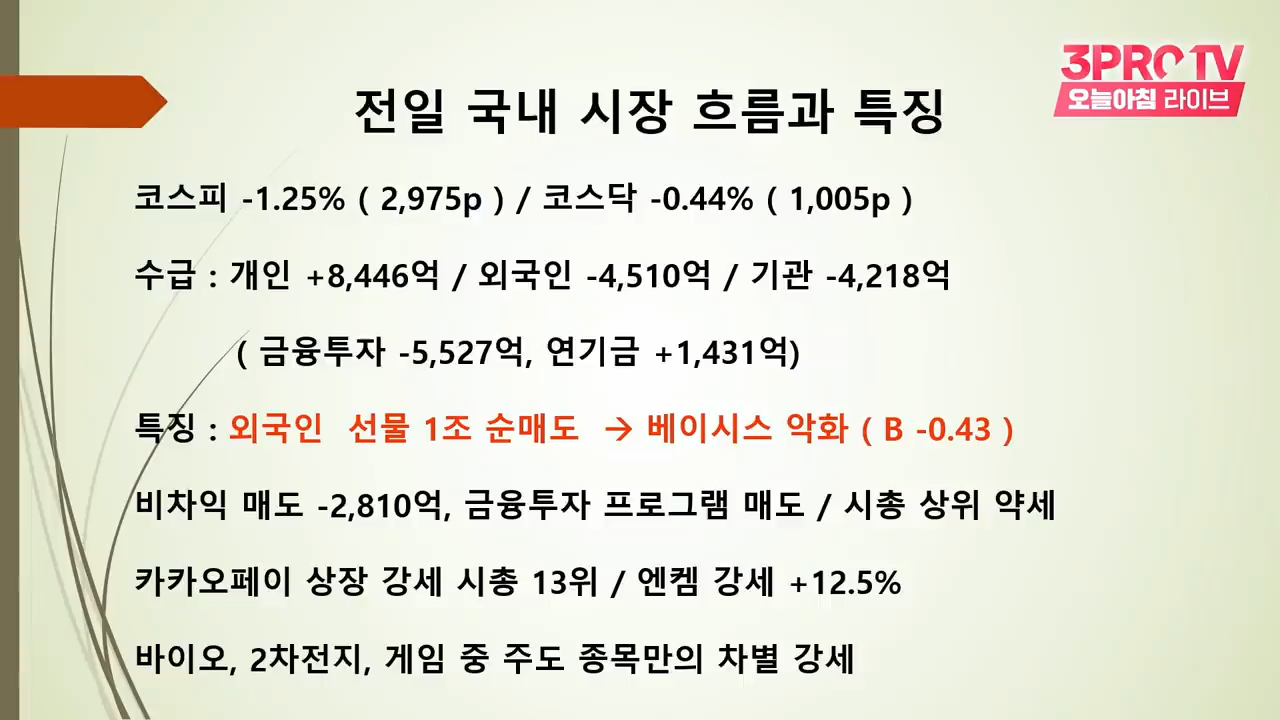 3PRO TV
오늘아침 라이브
전일 국내 시장 흐름과 특징
코스피 -1.25% ( 2,975p ) / 코스닥 -0.44% ( 1,005p )
수급 : 개인 +8,446억 / 외국인 -4,510억 / 기관 -4,218억
( 금융투자 -5,527억, 연기금 +1,431억)
특징 : 외국인 선물 1조 순매도 → 베이시스 악화 ( B -0.43 )
비차익 매도 -2,810억, 금융투자 프로그램 매도 / 시총 상위 약세
카카오페이 상장 강세 시총 13위 / 엔켐 강세 +12.5%
바이오, 2차전지, 게임 중 주도 종목만의 차별 강세